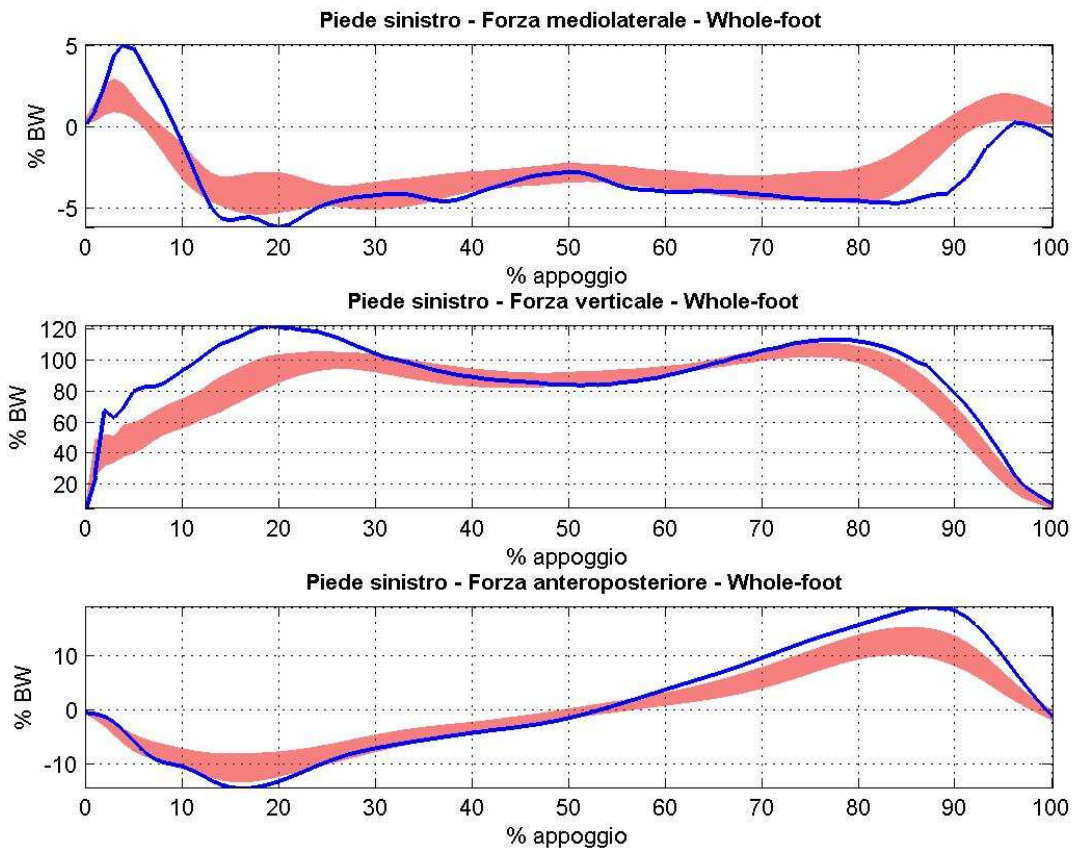 Piede sinistro - Forza mediolaterale - Whole-foot
5
0
-5
% BW
0 10 20 30 40 50 60 70 80 90 100
% appoggio
Piede sinistro - Forza verticale - Whole-foot
120
100
80
60
40
20
% BW
0 10 20 30 40 50 60 70 80 90 100
% appoggio
Piede sinistro - Forza anteroposteriore - Whole-foot
10
0
-10
% BW
0 10 20 30 40 50 60 70 80 90 100
% appoggio